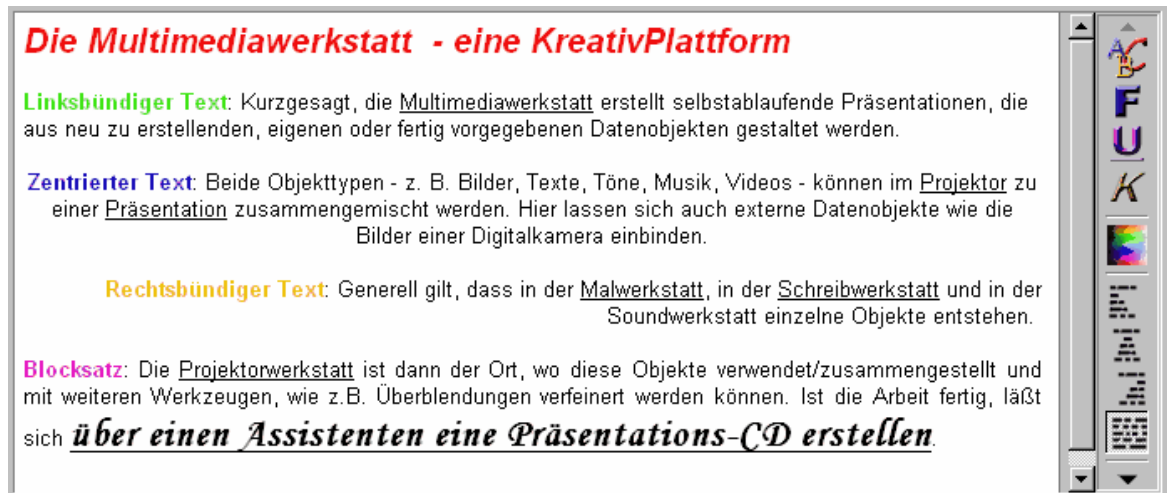 Die Multimediawerkstatt - eine KreativPlattform
Linksbündiger Text: Kurzgesagt, die Multimediawerkstatt erstellt selbstablaufende Präsentationen, die
aus neu zu erstellenden, eigenen oder fertig vorgegebenen Datenobjekten gestaltet werden.
Zentrierter Text: Beide Objekttypen - z. B. Bilder, Texte, Töne, Musik, Videos - können im Projektor zu
einer Präsentation zusammengemischt werden. Hier lassen sich auch externe Datenobjekte wie die
Bilder einer Digitalkamera einbinden.
Rechtsbündiger Text: Generell gilt, dass in der Malwerkstatt, in der Schreibwerkstatt und in der
Soundwerkstatt einzelne Objekte entstehen.
Blocksatz: Die Projektorwerkstatt ist dann der Ort, wo diese Objekte verwendet/zusammengestellt und
mit weiteren Werkzeugen, wie z.B. Überblendungen verfeinert werden können. Ist die Arbeit fertig, läßt
sich über einen Assistenten eine Präsentations-CD erstellen.
ABC
F
U
K